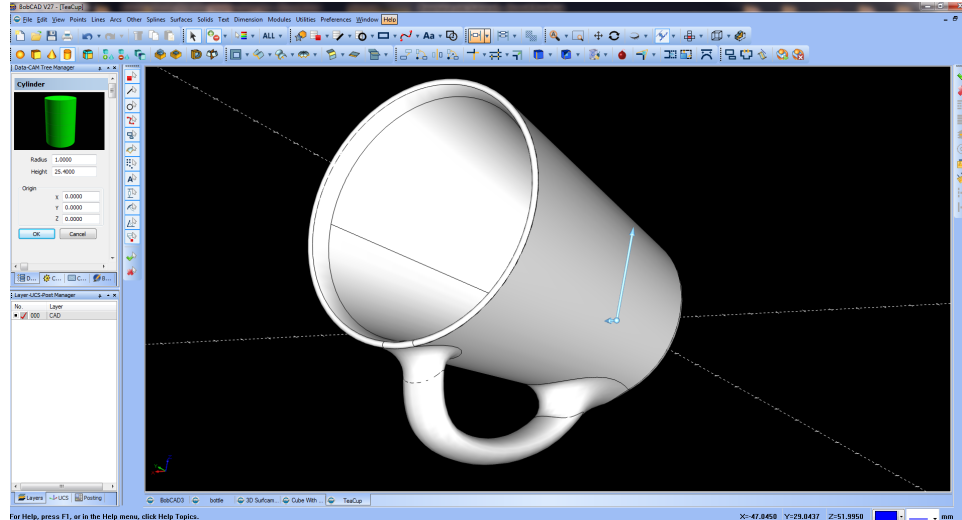 BobCAD V27 - [TeaCup]
File Edit View Points Lines Arcs Other Splines Surfaces Solids Text Dimension Modules Utilities Preferences Window Help
ALL
Aa
Data-CAM Tree Manager
Cylinder
Radius 1.0000
Height 25.4000
Origin
X 0.0000
Y 0.0000
Z 0.0000
OK Cancel
D... C... C... B...
Layer-UCS-Post Manager
No. Layer
000 CAD
Layers UCS Posting
BobCAD3 bottle 3D Surfcam... Cube With ... TeaCup
For Help, press F1, or in the Help menu, click Help Topics.
X=-47.0450 Y=29.0437 Z=51.9950 mm